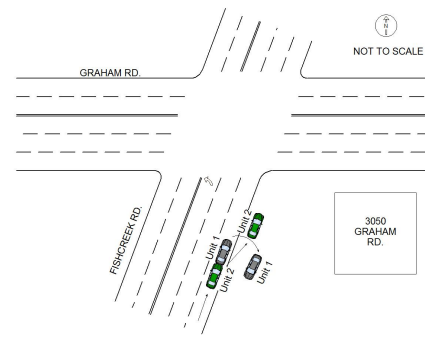 N
NOT TO SCALE
GRAHAM RD.
FISHCREEK RD.
Unit 2
Unit 1
Unit 2
Unit 1
3050
GRAHAM
RD.